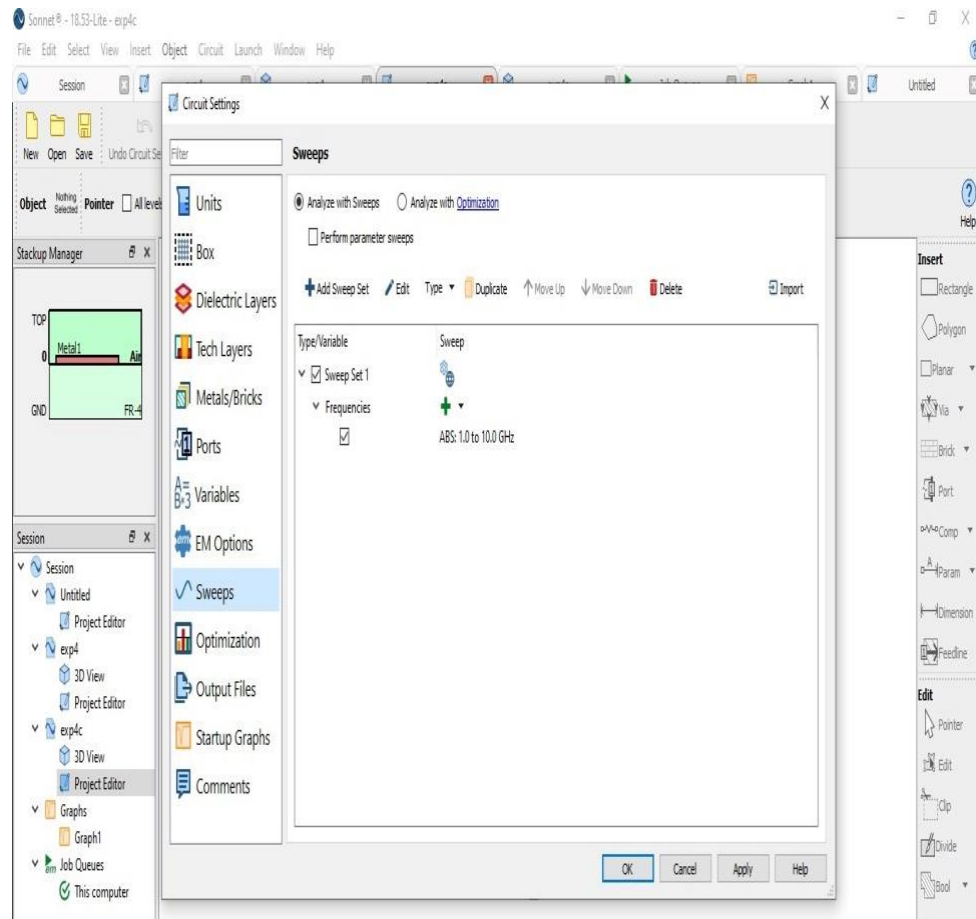 Sonnet® - 18.53-Lite - exp4c
File Edit Select View Insert Object Circuit Launch Window Help
Session
Untitled
New Open Save Undo Circuit Se
Object Nothing Selected Pointer All level
Help
Stackup Manager
TOP
0 Metal1 Air
GND FR-4
Session
Session
Untitled
Project Editor
exp4
3D View
Project Editor
exp4c
3D View
Project Editor
Graphs
Graph1
Job Queues
This computer
Circuit Settings
Filter
Units
Box
Dielectric Layers
Tech Layers
Metals/Bricks
Ports
Variables
EM Options
Sweeps
Optimization
Output Files
Startup Graphs
Comments
Sweeps
Analyze with Sweeps Analyze with Optimization
Perform parameter sweeps
Add Sweep Set Edit Type Duplicate Move Up Move Down Delete Import
Type/Variable Sweep
Sweep Set 1
Frequencies
ABS: 1.0 to 10.0 GHz
OK Cancel Apply Help
Insert
Rectangle
Polygon
Planar
Via
Brick
Port
Comp
Param
Dimension
Feedline
Edit
Pointer
Edit
Clip
Divide
Bool